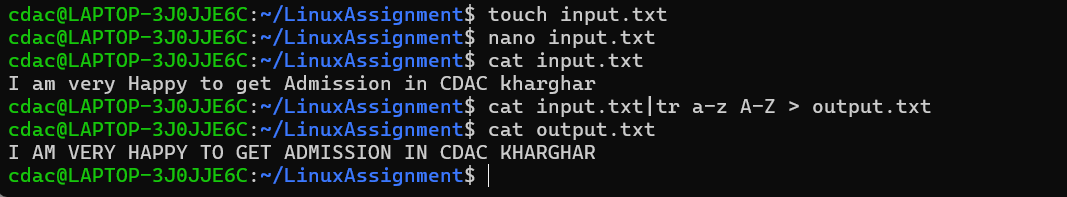 cdac@LAPTOP-3J0JJE6C:~/LinuxAssignment$ touch input.txt
cdac@LAPTOP-3J0JJE6C:~/LinuxAssignment$ nano input.txt
cdac@LAPTOP-3J0JJE6C:~/LinuxAssignment$ cat input.txt
I am very Happy to get Admission in CDAC kharghar
cdac@LAPTOP-3J0JJE6C:~/LinuxAssignment$ cat input.txt|tr a-z A-Z > output.txt
cdac@LAPTOP-3J0JJE6C:~/LinuxAssignment$ cat output.txt
I AM VERY HAPPY TO GET ADMISSION IN CDAC KHARGHAR
cdac@LAPTOP-3J0JJE6C:~/LinuxAssignment$